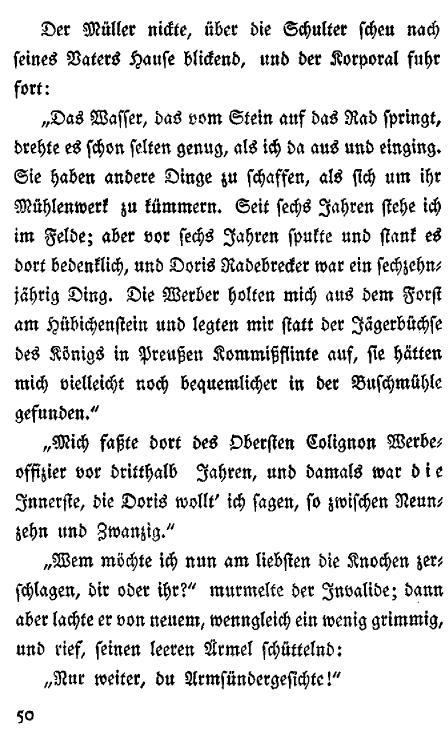 Der Müller nickte, über die Schulter scheu nach
seines Vaters Hause blickend, und der Korporal fuhr
fort:
„Das Wasser, das vom Stein auf das Rad springt,
drehte es schon selten genug, als ich da aus und einging.
Sie haben andere Dinge zu schaffen, als sich um ihr
Mühlenwerk zu kümmern. Seit sechs Jahren stehe ich
im Felde; aber vor sechs Jahren spukte und stank es
dort bedenklich, und Doris Radebrecker war ein sechzehn-
jährig Ding. Die Werber holten mich aus dem Forst
am Hübichenstein und legten mir statt der Jägerbüchse
des Königs in Preußen Kommißflinte auf, sie hätten
mich vielleicht noch bequemlicher in der Buschmühle
gefunden.“
„Mich faßte dort des Obersten Colignon Werbe-
offizier vor dritthalb Jahren, und damals war die
Innerste, die Doris wollt' ich sagen, so zwischen Neun-
zehn und Zwanzig.“
„Wem möchte ich nun am liebsten die Knochen zer-
schlagen, dir oder ihr?“ murmelte der Invalide; dann
aber lachte er von neuem, wenngleich ein wenig grimmig,
und rief, seinen leeren Ärmel schüttelnd:
„Nur weiter, du Armsündergesichte!“
50